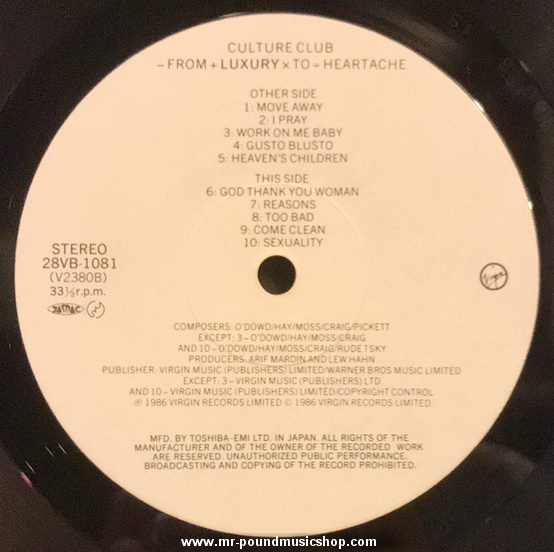 CULTURE CLUB
– FROM + LUXURY × TO ÷ HEARTACHE
OTHER SIDE
1: MOVE AWAY
2: I PRAY
3: WORK ON ME BABY
4: GUSTO BLUSTO
5: HEAVEN'S CHILDREN
THIS SIDE
6: GOD THANK YOU WOMAN
7: REASONS
8: TOO BAD
9: COME CLEAN
10: SEXUALITY
STEREO
28VB-1081
(V2380B)
33⅓r.p.m.
JASRAC
Virgin
COMPOSERS: O'DOWD/HAY/MOSS/CRAIG/PICKETT
EXCEPT: 3–O'DOWD/HAY/MOSS/CRAIG
AND 10–O'DOWD/HAY/MOSS/CRAIG/RUDETSKY
PRODUCERS: ARIF MARDIN AND LEW HAHN
PUBLISHER: VIRGIN MUSIC (PUBLISHERS) LIMITED/WARNER BROS MUSIC LIMITED
EXCEPT: 3–VIRGIN MUSIC (PUBLISHERS) LTD
AND 10–VIRGIN MUSIC (PUBLISHERS) LIMITED/COPYRIGHT CONTROL
℗ 1986 VIRGIN RECORDS LIMITED © 1986 VIRGIN RECORDS LIMITED
MFD. BY TOSHIBA-EMI LTD. IN JAPAN. ALL RIGHTS OF THE
MANUFACTURER AND OF THE OWNER OF THE RECORDED WORK
ARE RESERVED. UNAUTHORIZED PUBLIC PERFORMANCE,
BROADCASTING AND COPYING OF THE RECORD PROHIBITED.
www.mr-poundmusicshop.com